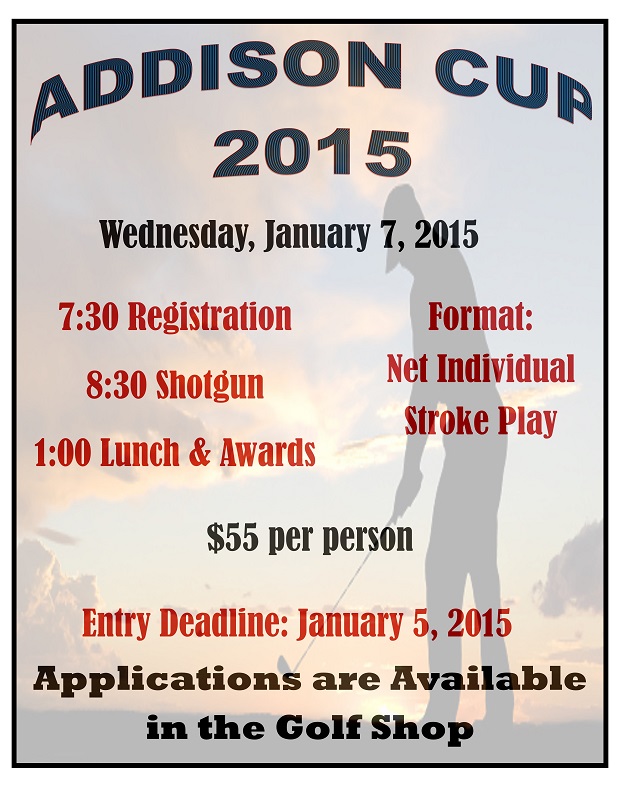 ADDISON CUP
2015
Wednesday, January 7, 2015
7:30 Registration
8:30 Shotgun
1:00 Lunch & Awards
Format:
Net Individual
Stroke Play
$55 per person
Entry Deadline: January 5, 2015
Applications are Available
in the Golf Shop